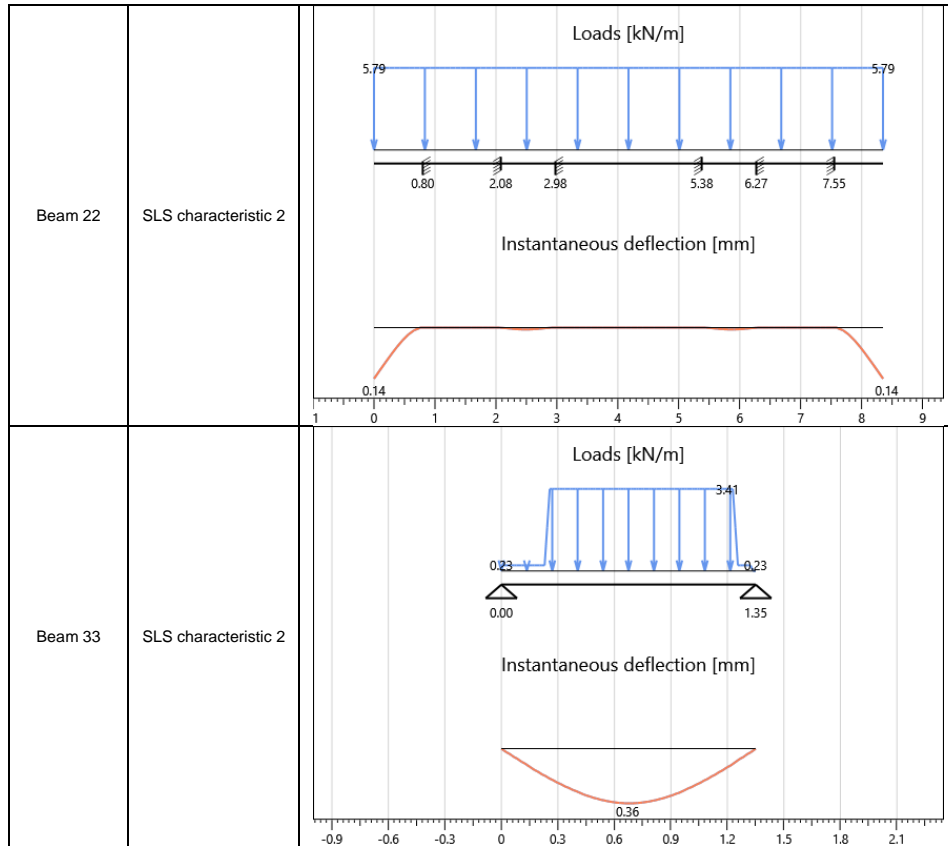 Loads [kN/m]
5.79 5.79
0.80 2.08 2.98 5.38 6.27 7.55
Beam 22 SLS characteristic 2
Instantaneous deflection [mm]
0.14 0.14
1 0 1 2 3 4 5 6 7 8 9
Loads [kN/m]
3.41
0.23 0.23
0.00 1.35
Beam 33 SLS characteristic 2
Instantaneous deflection [mm]
0.36
-0.9 -0.6 -0.3 0 0.3 0.6 0.9 1.2 1.5 1.8 2.1